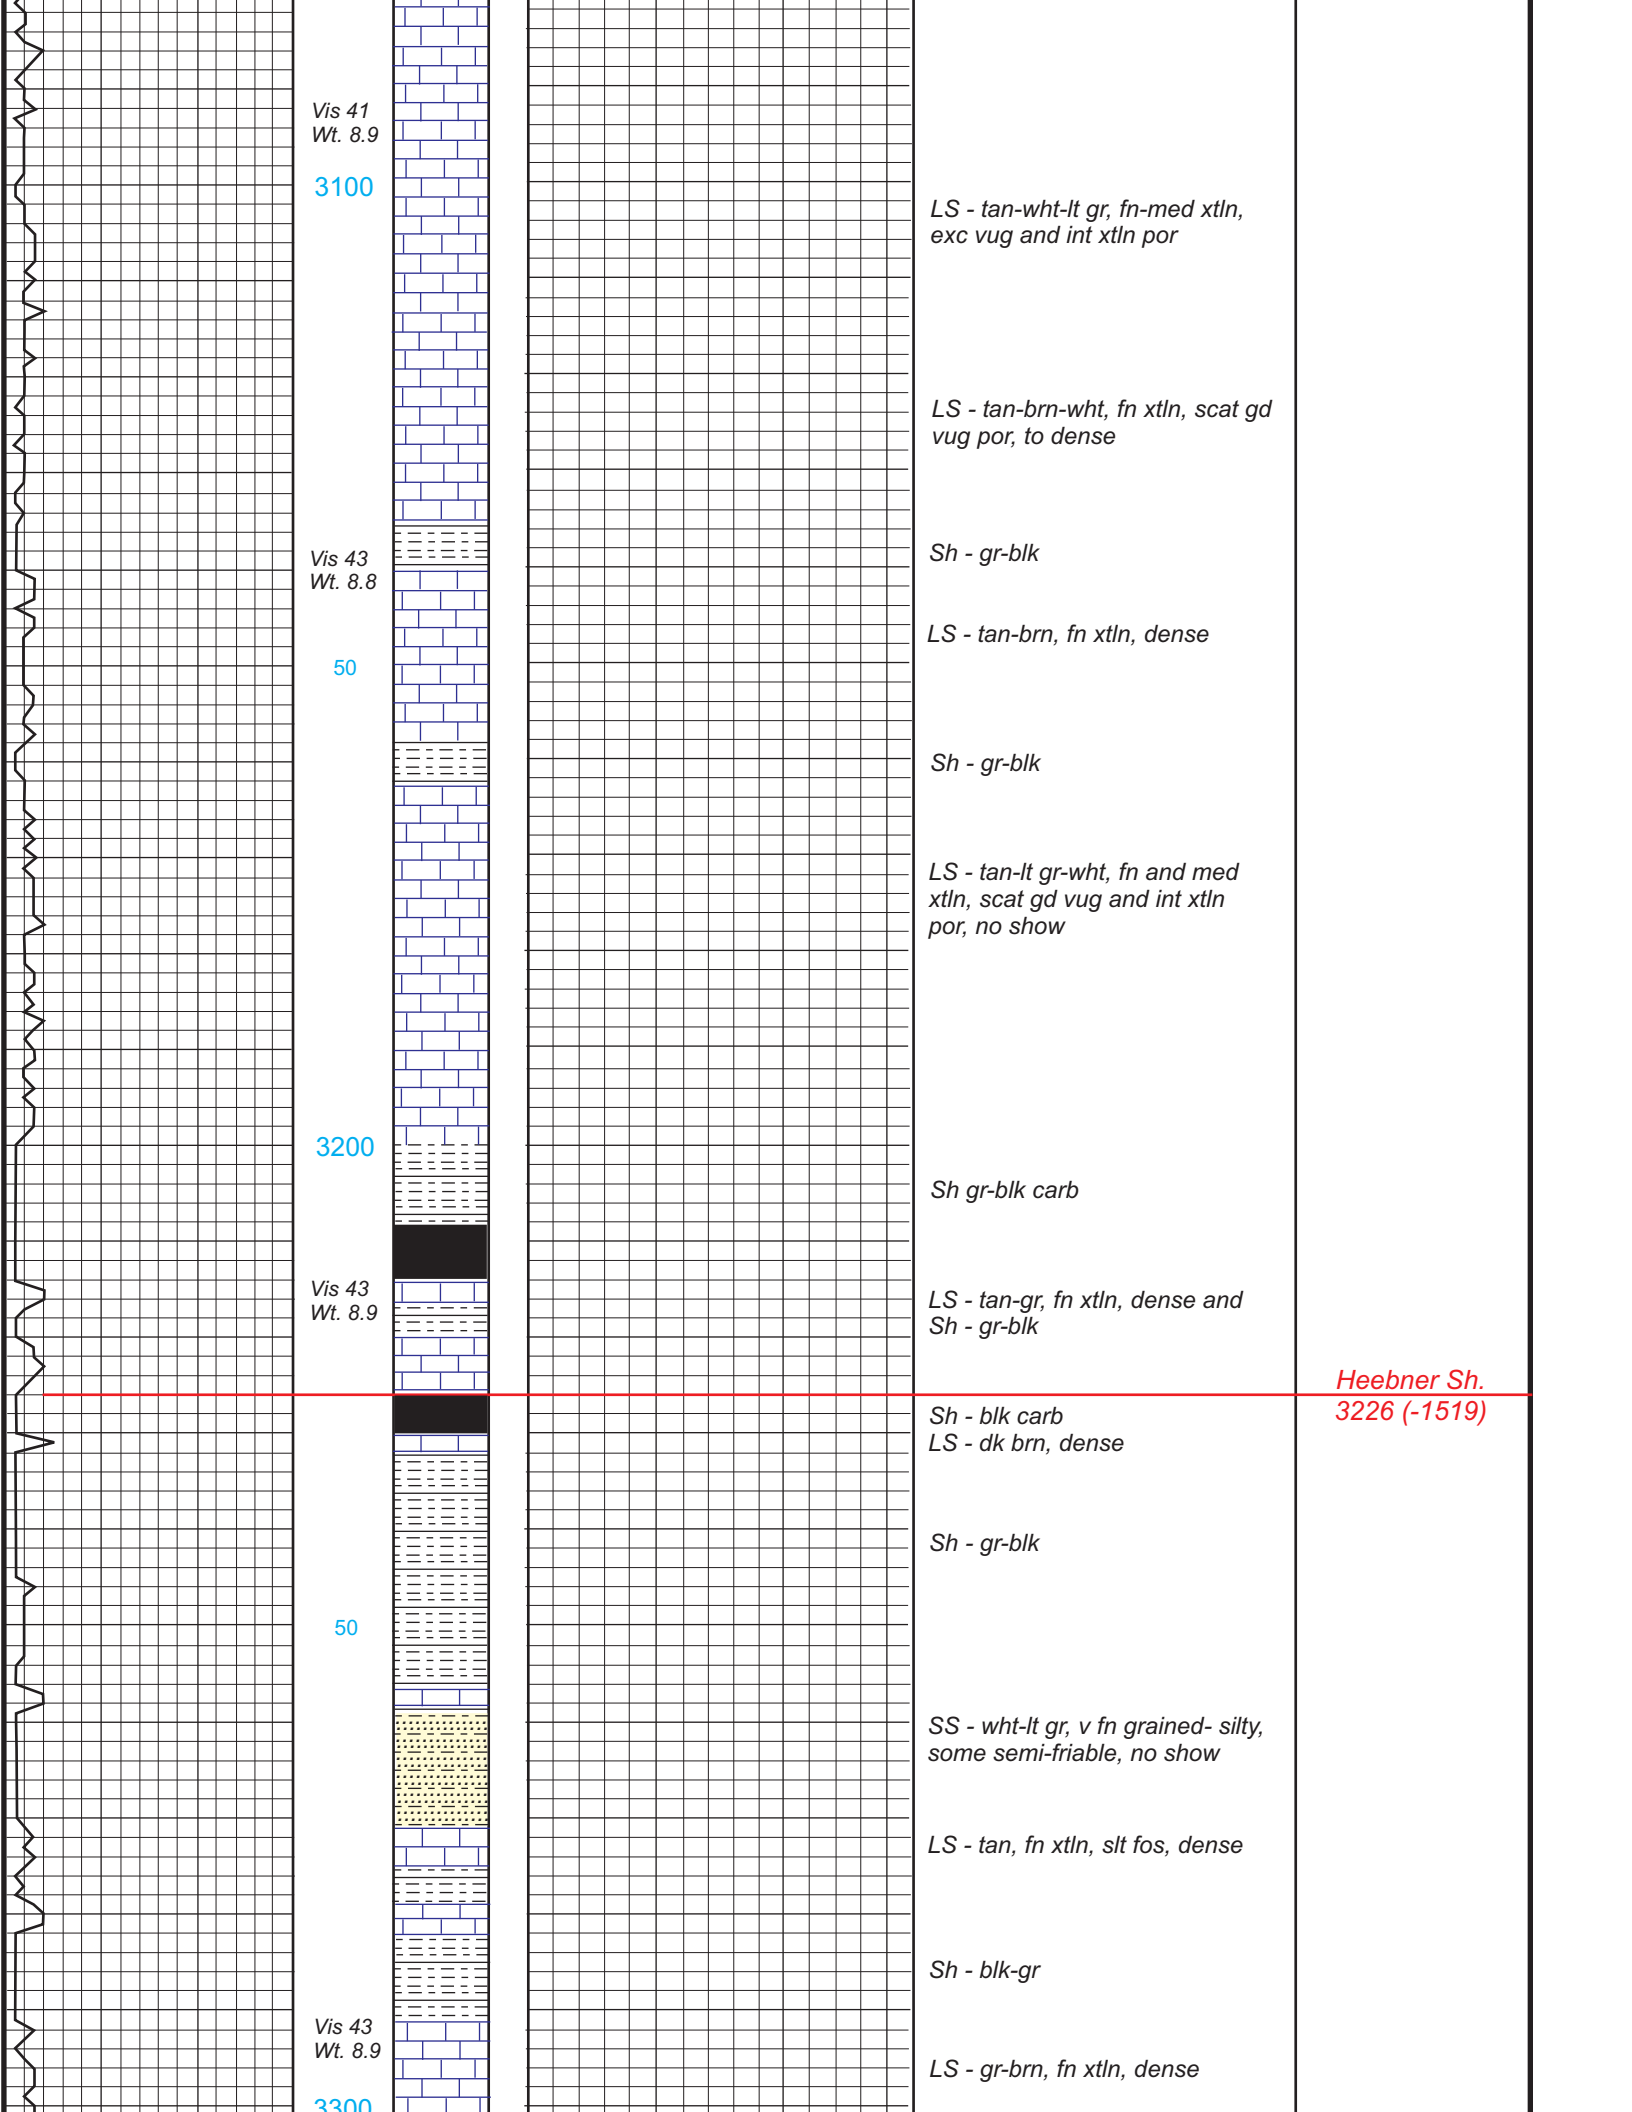 Vis 41
Wt. 8.9
3100
LS - tan-wht-lt gr, fn-med xtln,
exc vug and int xtln por
LS - tan-brn-wht, fn xtln, scat gd
vug por, to dense
Sh - gr-blk
Vis 43
Wt. 8.8
LS - tan-brn, fn xtln, dense
50
Sh - gr-blk
LS - tan-lt gr-wht, fn and med
xtln, scat gd vug and int xtln
por, no show
3200
Sh gr-blk carb
Vis 43
Wt. 8.9
LS - tan-gr, fn xtln, dense and
Sh - gr-blk
Heebner Sh.
3226 (-1519)
Sh - blk carb
LS - dk brn, dense
Sh - gr-blk
50
SS - wht-lt gr, v fn grained- silty,
some semi-friable, no show
LS - tan, fn xtln, slt fos, dense
Sh - blk-gr
Vis 43
Wt. 8.9
LS - gr-brn, fn xtln, dense
3300